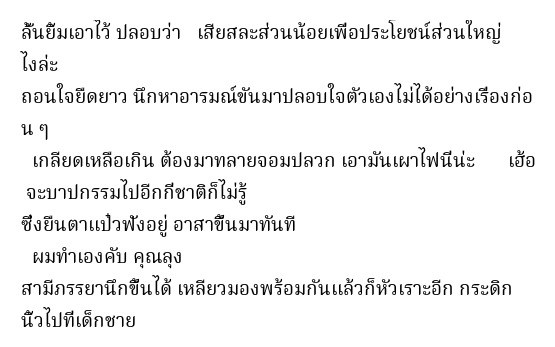 ลั้นยิ้มเอาไว้ ปลอบว่า   เสียสละส่วนน้อยเพื่อประโยชน์ส่วนใหญ่
ไงล่ะ
ถอนใจยืดยาว นึกหาอารมณ์ขันมาปลอบใจตัวเองไม่ได้อย่างเรื่องก่อ
น ๆ
เกลียดเหลือเกิน ต้องมาทลายจอมปลวก เอามันเผาไฟนี่น่ะ      เฮ้อ
จะบาปกรรมไปอีกกี่ชาติก็ไม่รู้
ซึ่งยืนตาแป๋วฟังอยู่ อาสาขึ้นมาทันที
ผมทำเองคับ คุณลุง
สามีภรรยานึกขึ้นได้ เหลียวมองพร้อมกันแล้วก็หัวเราะอีก กระดิก
นิ้วไปที่เด็กชาย